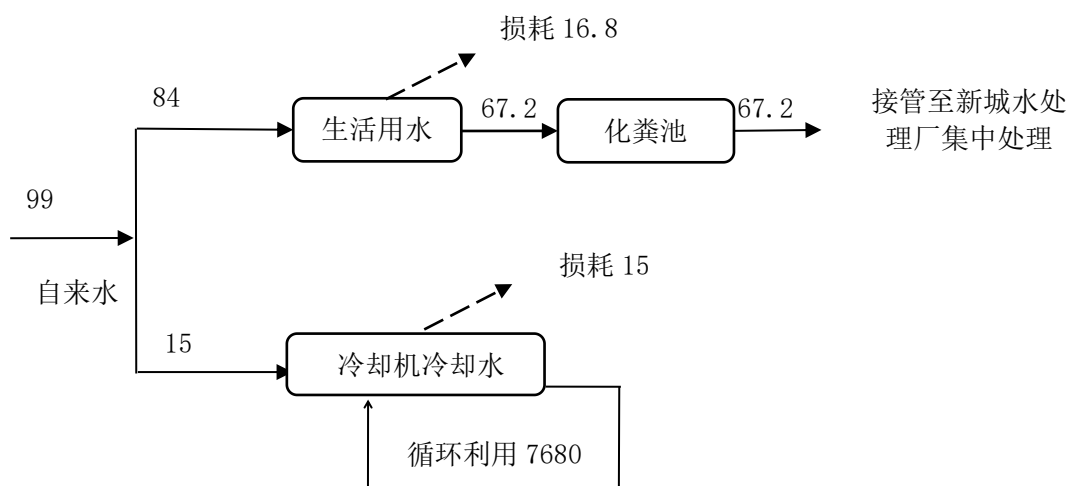 损耗 16.8
84
生活用水
67.2
化粪池
67.2
接管至新城水处
理厂集中处理
99
自来水
损耗 15
15
冷却机冷却水
循环利用 7680